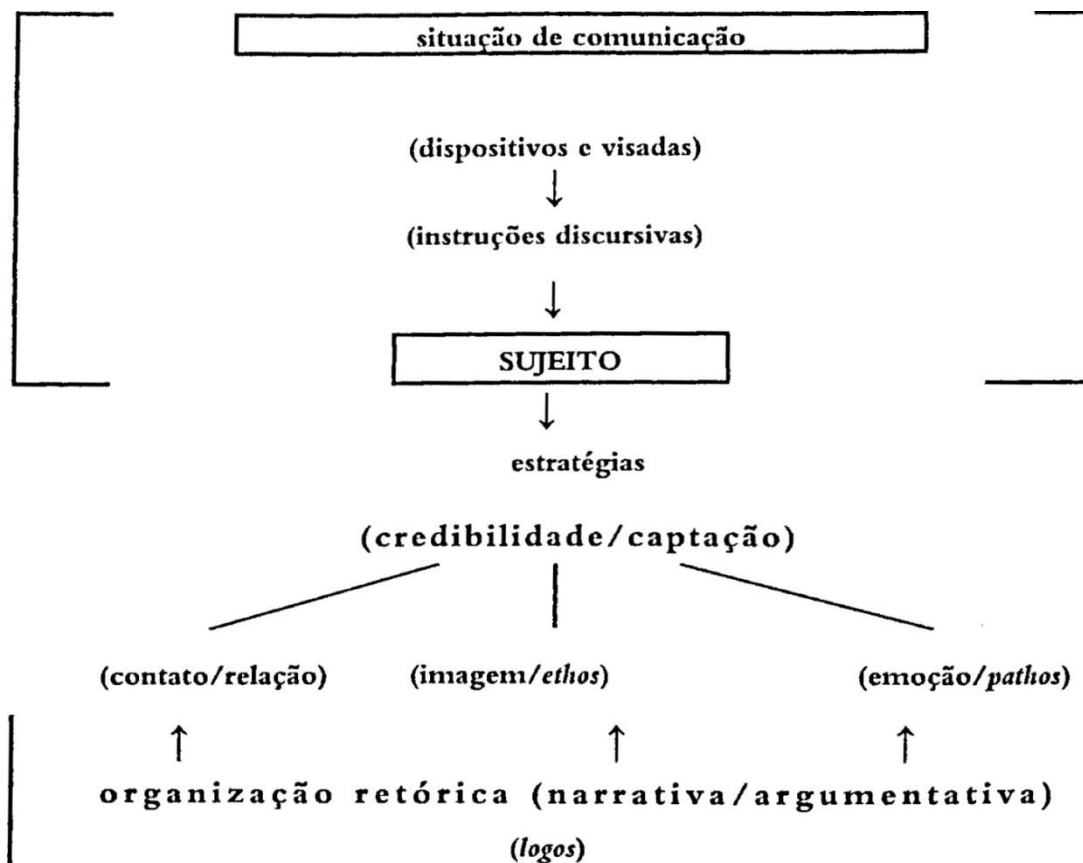 situação de comunicação
(dispositivos e visadas)
↓
(instruções discursivas)
↓
SUJEITO
↓
estratégias
(credibilidade/captação)
(contato/relação) (imagem/ethos) (emoção/pathos)
↑ ↑ ↑
organização retórica (narrativa/argumentativa)
(logos)